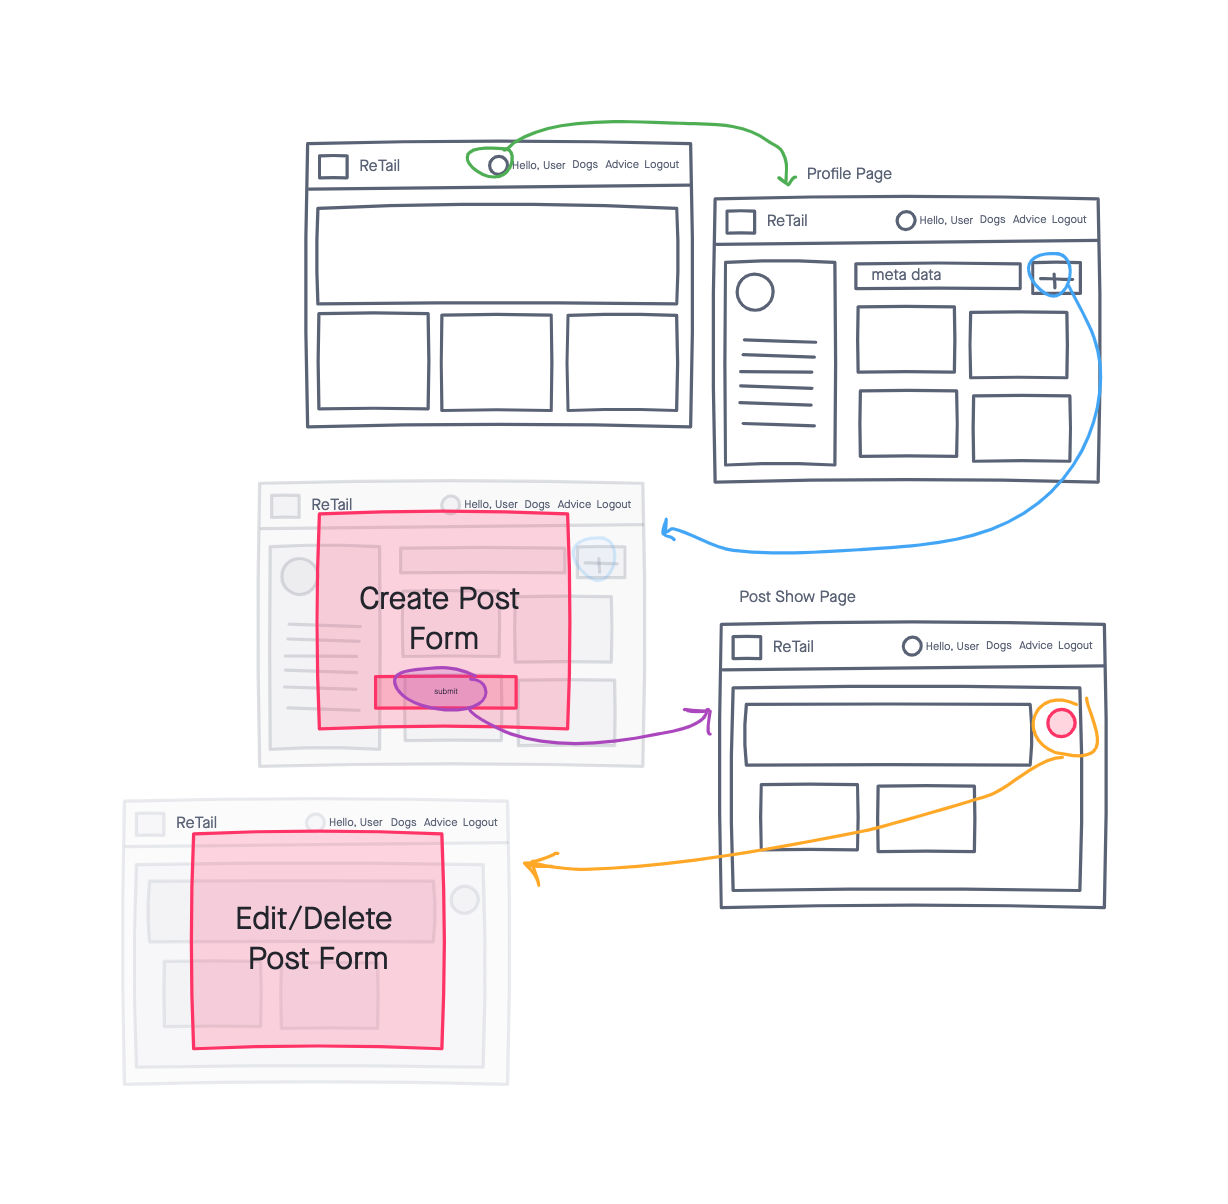 ReTail
Hello, User Dogs Advice Logout
Profile Page
ReTail
Hello, User Dogs Advice Logout
meta data
ReTail
Hello, User Dogs Advice Logout
Create Post
Form
submit
Post Show Page
ReTail
Hello, User Dogs Advice Logout
ReTail
Hello, User Dogs Advice Logout
Edit/Delete
Post Form